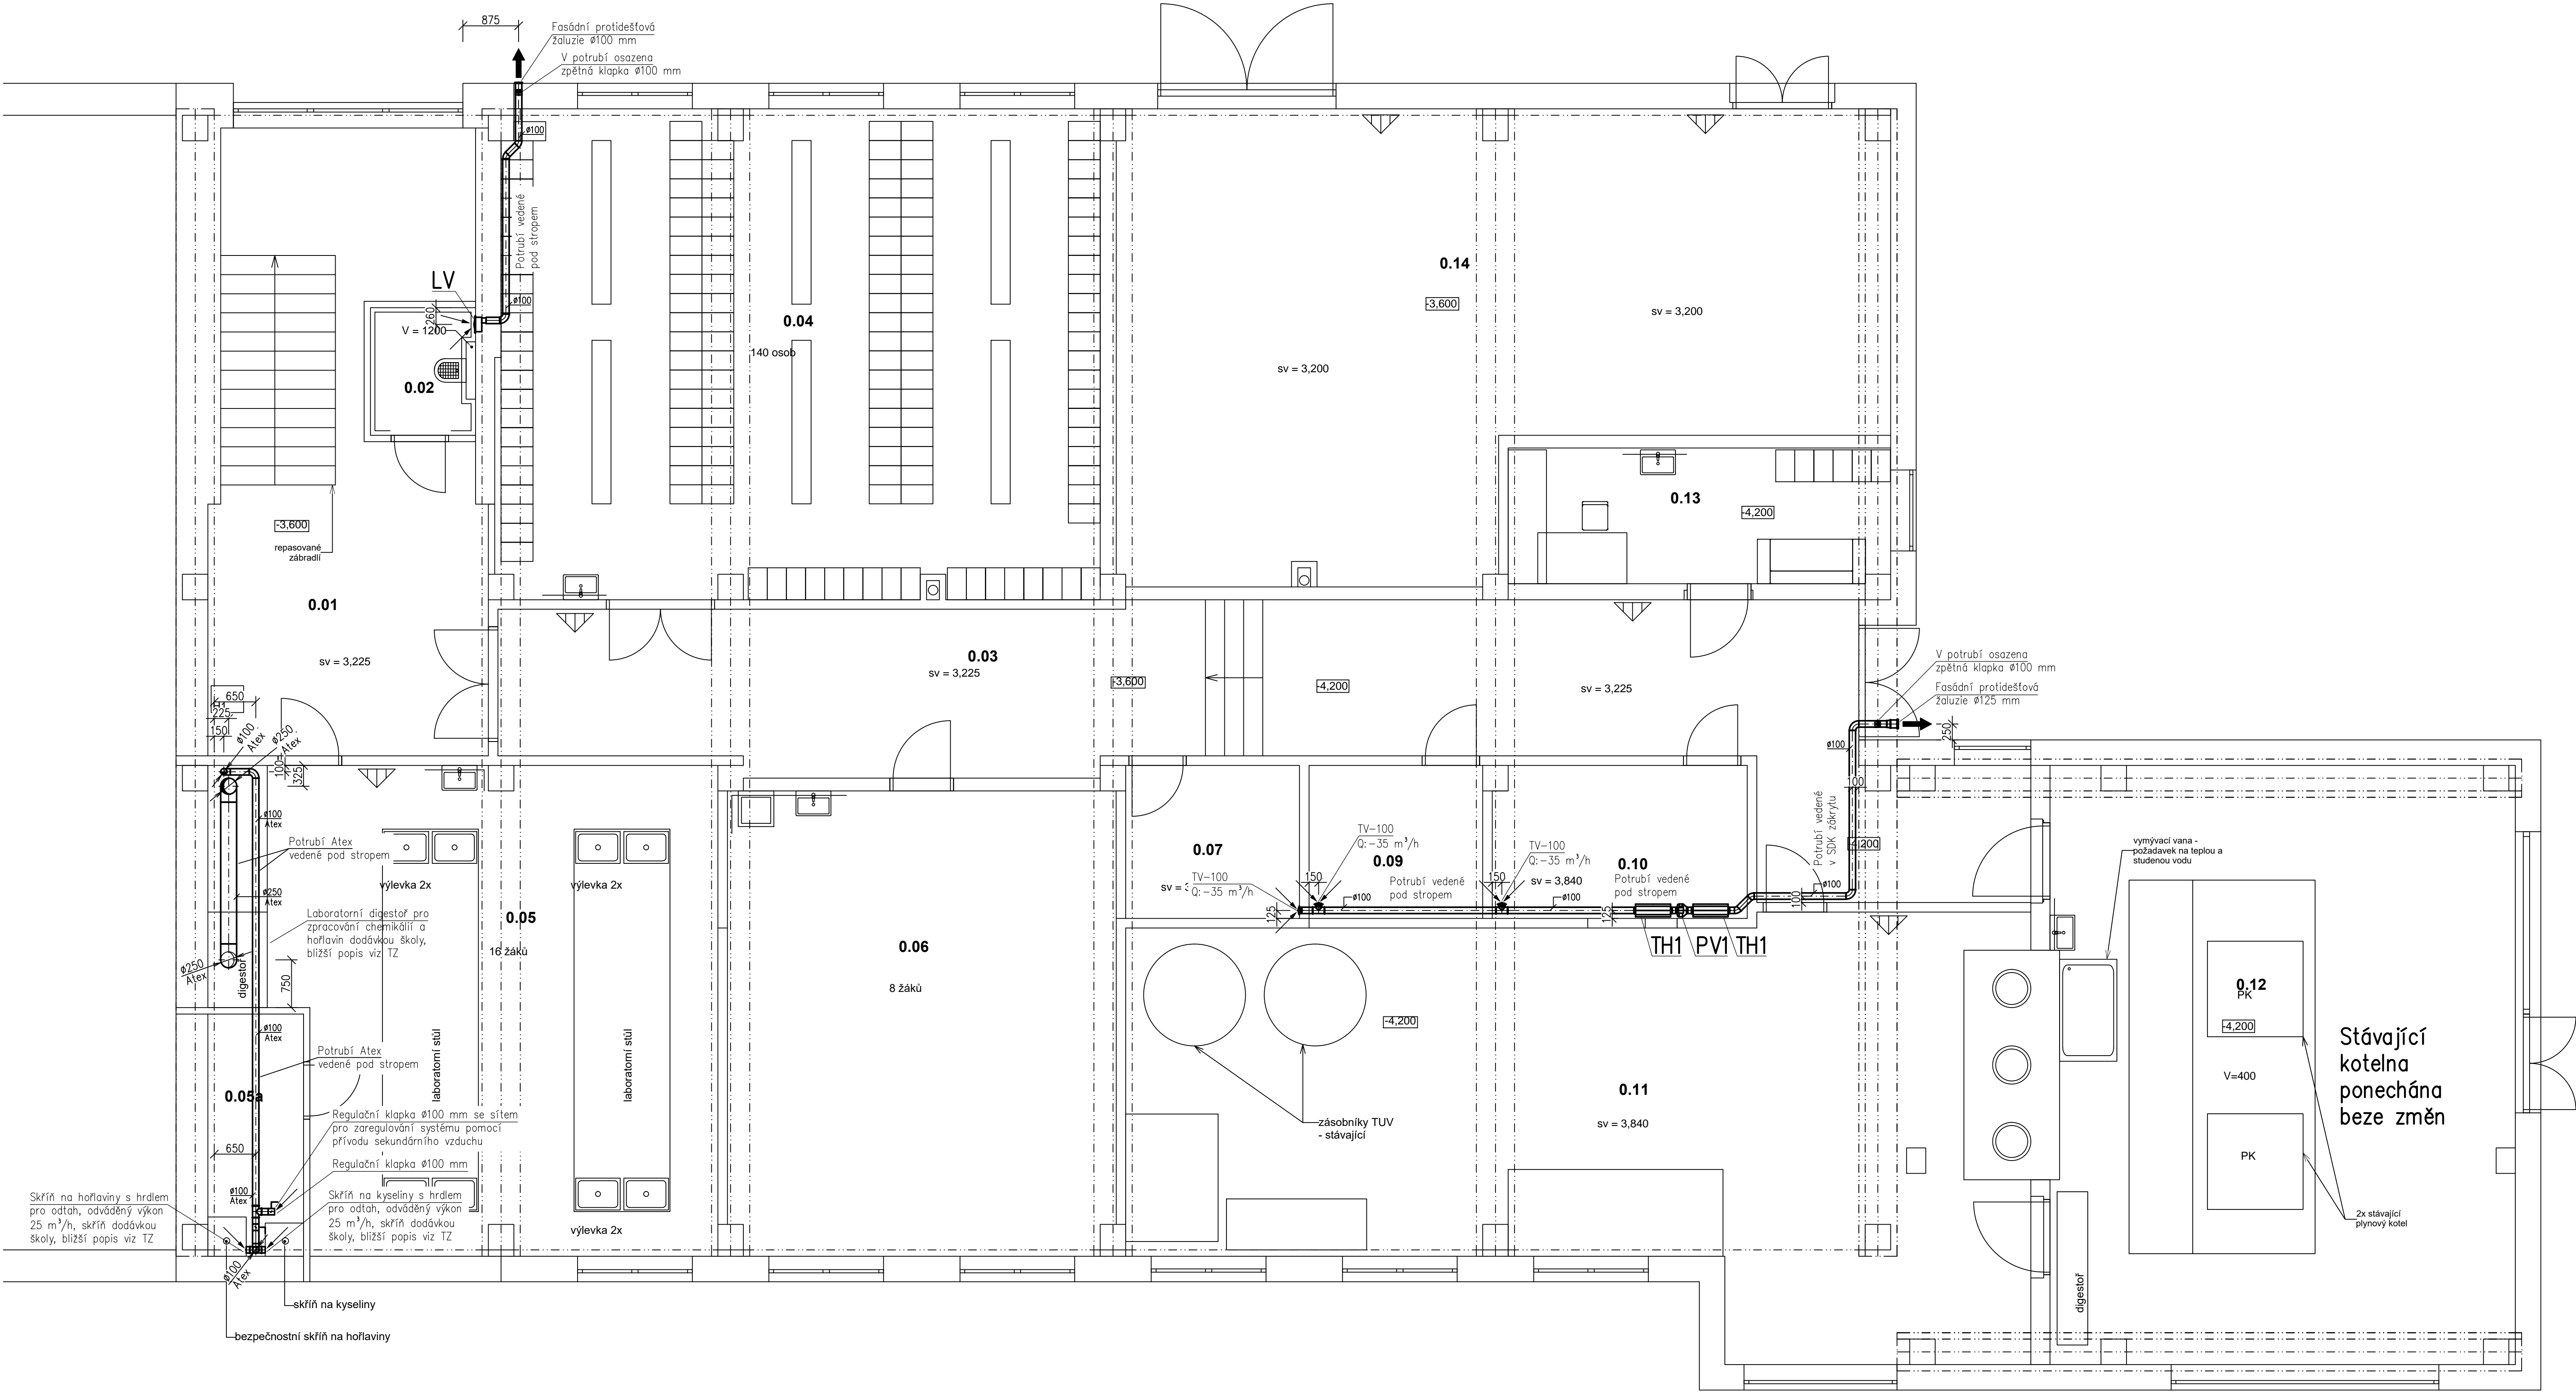 875
Fasádní protidešťová
žaluzie ø100 mm
V potrubí osazena
zpětná klapka Ø100 mm
ø100
Potrubí vedené
pod stropem
ø100
LV
260
V = 1200
0.02
0.04
140 osob
0.14
-3,600
sv = 3,200
sv = 3,200
0.13
-4,200
-3,600
repasované
zábradlí
0.01
sv = 3,225
0.03
sv = 3,225
-3,600
-4,200
sv = 3,225
V potrubí osazena
zpětná klapka Ø100 mm
Fasádní protidešťová
žaluzie Ø125 mm
250
ø100
100
Potrubí vedené
v SDK zákrytu
-4,200
ø100
100
650
225
150
ø100
Atex
ø250
Atex
100
325
ø100
Atex
Potrubí Atex
vedené pod stropem
ø250
Atex
Laboratorní digestoř pro
zpracování chemikálií a
hořlavin dodávkou školy,
bližší popis viz TZ
ø250
Atex
digestoř
750
výlevka 2x
výlevka 2x
0.05
16 žáků
laboratorní stůl
laboratorní stůl
ø100
Atex
Potrubí Atex
vedené pod stropem
0.05a
Regulační klapka Ø100 mm se sítem
pro zaregulování systému pomocí
přívodu sekundárního vzduchu
650
Regulační klapka Ø100 mm
ø100
Atex
Skříň na hořlaviny s hrdlem
pro odtah, odváděný výkon
25 m³/h, skříň dodávkou
školy, bližší popis viz TZ
Skříň na kyseliny s hrdlem
pro odtah, odváděný výkon
25 m³/h, skříň dodávkou
školy, bližší popis viz TZ
výlevka 2x
ø100
Atex
skříň na kyseliny
bezpečnostní skříň na hořlaviny
0.06
8 žáků
0.07
sv =
TV-100
Q:-35 m³/h
125
TV-100
Q:-35 m³/h
0.09
150
ø100
Potrubí vedené
pod stropem
TV-100
Q:-35 m³/h
150
sv = 3,840
ø100
0.10
Potrubí vedené
pod stropem
125
TH1 PV1 TH1
-4,200
zásobníky TUV
- stávající
0.11
sv = 3,840
vymývací vana -
požadavek na teplou a
studenou vodu
0.12
PK
-4,200
V=400
PK
Stávající
kotelna
ponechána
beze změn
2x stávající
plynový kotel
digestoř